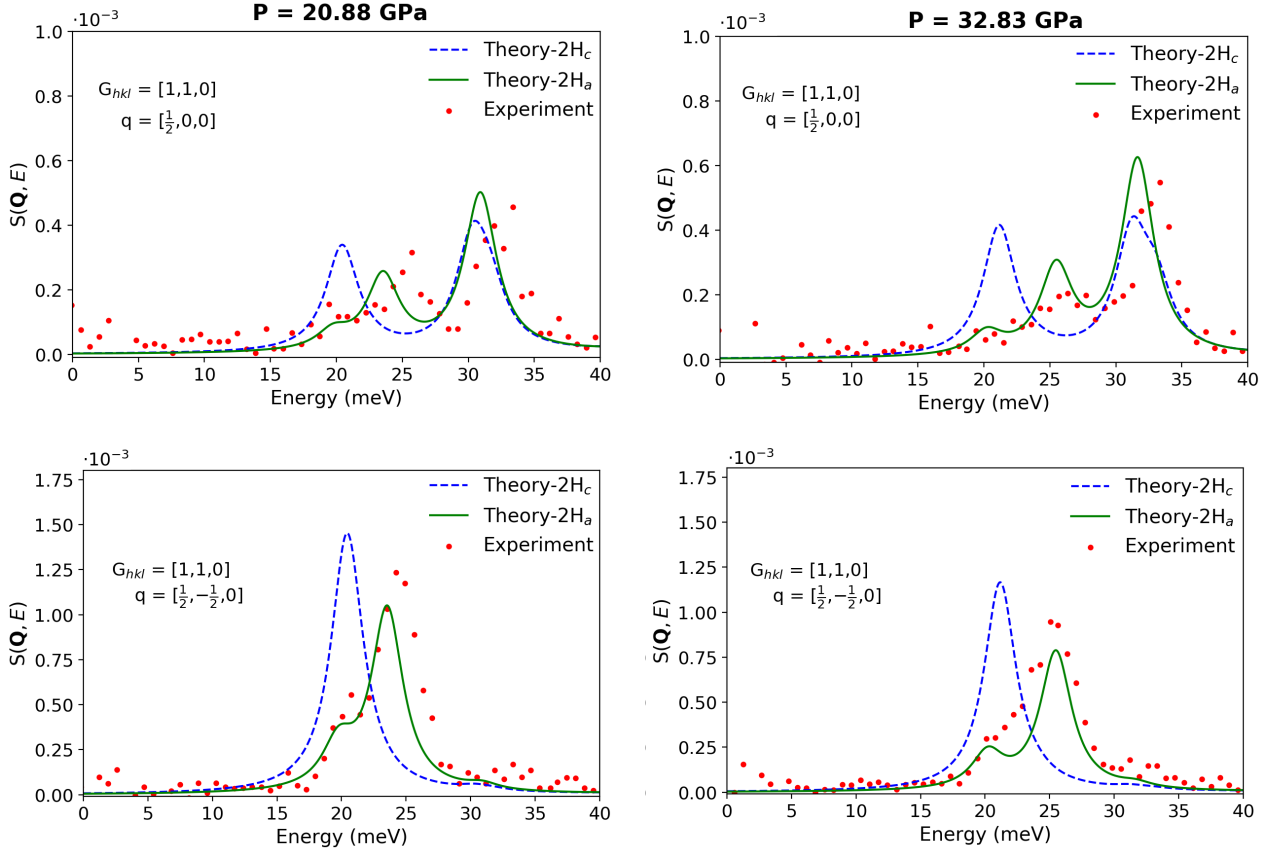 P = 20.88 GPa
·10⁻³
1.0
0.8
0.6
0.4
0.2
0.0
S(Q, E)
Theory-2H_c
Theory-2H_a
Experiment
G_hkl = [1,1,0]
q = [1/2,0,0]
0 5 10 15 20 25 30 35 40
Energy (meV)
P = 32.83 GPa
·10⁻³
1.0
0.8
0.6
0.4
0.2
0.0
S(Q, E)
Theory-2H_c
Theory-2H_a
Experiment
G_hkl = [1,1,0]
q = [1/2,0,0]
0 5 10 15 20 25 30 35 40
Energy (meV)
·10⁻³
1.75
1.50
1.25
1.00
0.75
0.50
0.25
0.00
S(Q, E)
Theory-2H_c
Theory-2H_a
Experiment
G_hkl = [1,1,0]
q = [1/2,−1/2,0]
0 5 10 15 20 25 30 35 40
Energy (meV)
·10⁻³
1.75
1.50
1.25
1.00
0.75
0.50
0.25
0.00
S(Q, E)
Theory-2H_c
Theory-2H_a
Experiment
G_hkl = [1,1,0]
q = [1/2,−1/2,0]
0 5 10 15 20 25 30 35 40
Energy (meV)